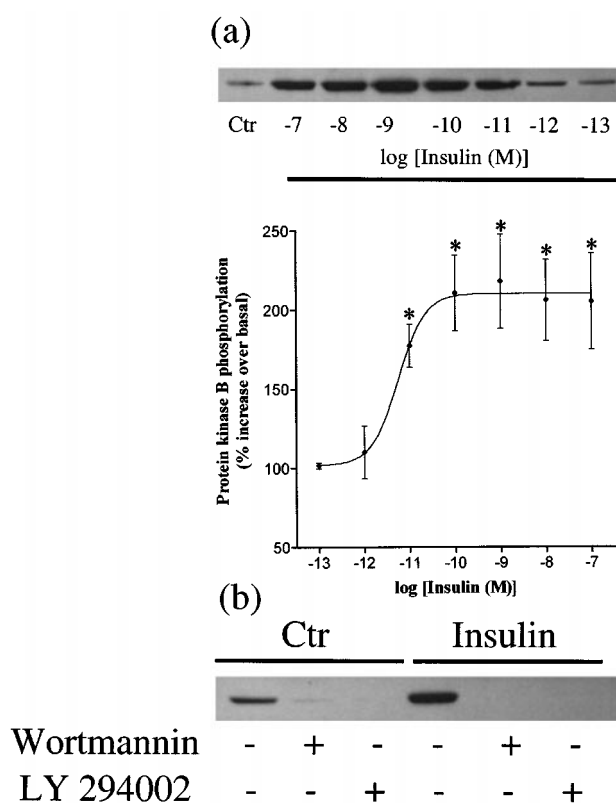 (a)
Ctr -7 -8 -9 -10 -11 -12 -13
log [Insulin (M)]
250
200
150
100
50
Protein kinase B phosphorylation
(% increase over basal)
* * * * *
-13 -12 -11 -10 -9 -8 -7
log [Insulin (M)]
(b)
Ctr Insulin
Wortmannin - + - - + -
LY 294002 - - + - - +